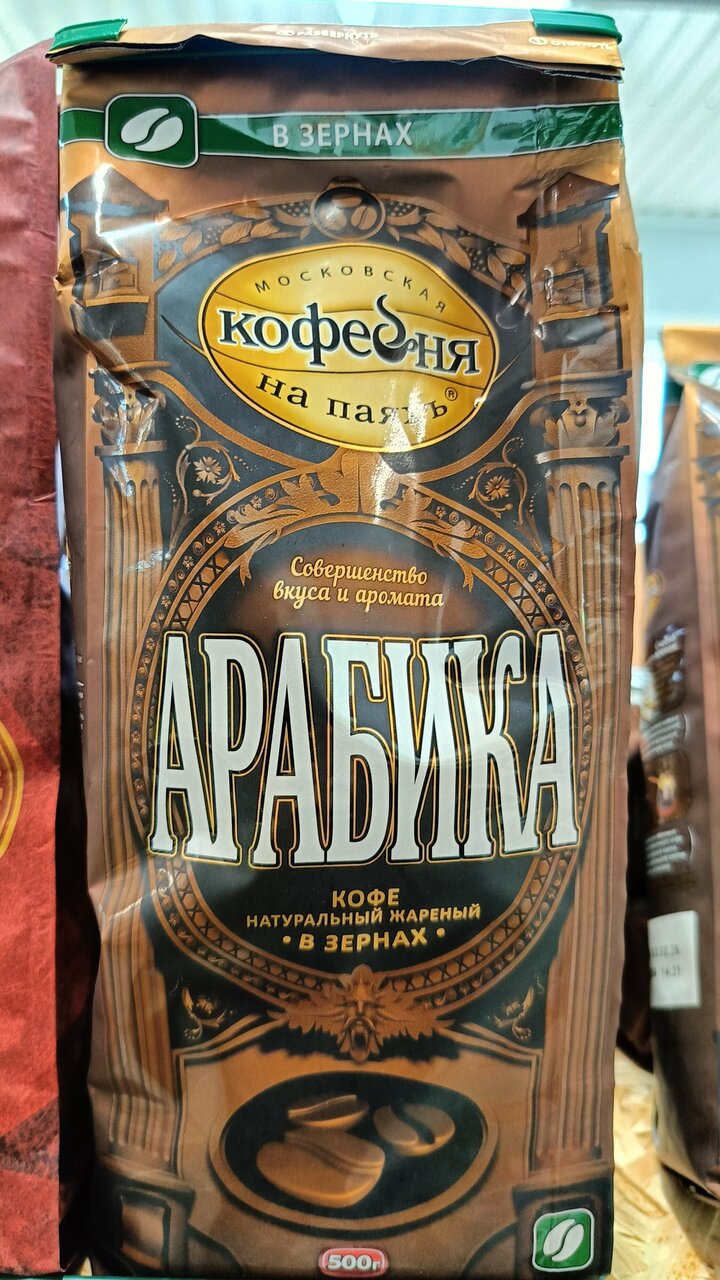 В ЗЕРНАХ
МОСКОВСКАЯ
кофейня
на паяхъ®
Совершенство
вкуса и аромата
АРАБИКА
КОФЕ
НАТУРАЛЬНЫЙ ЖАРЕНЫЙ
• В ЗЕРНАХ •
500г